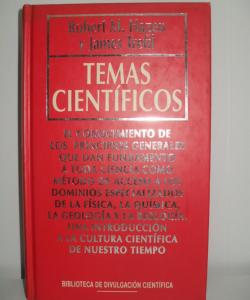 Robert M. Hazen
y James Trefil
TEMAS
CIENTÍFICOS
EL CONOCIMIENTO DE
LOS PRINCIPIOS GENERALES
QUE DAN FUNDAMENTO
A TODA CIENCIA COMO
MÉTODO DE ACCESO A LOS
DOMINIOS ESPECIALIZADOS
DE LA FÍSICA, LA QUÍMICA,
LA GEOLOGÍA Y LA BIOLOGÍA.
UNA INTRODUCCIÓN
A LA CULTURA CIENTÍFICA
DE NUESTRO TIEMPO
BIBLIOTECA DE DIVULGACIÓN CIENTÍFICA